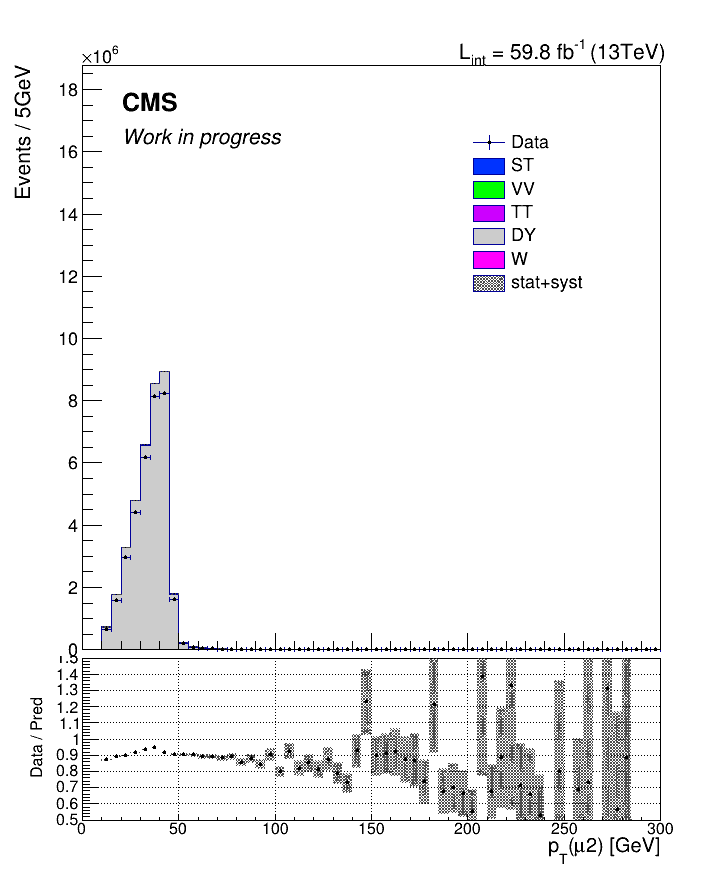 ×10⁶
L_int = 59.8 fb⁻¹ (13TeV)
Events / 5GeV
CMS
Work in progress
Data
ST
VV
TT
DY
W
stat+syst
18
16
14
12
10
8
6
4
2
0
Data / Pred
1.5
1.4
1.3
1.2
1.1
1
0.9
0.8
0.7
0.6
0.5
0 50 100 150 200 250 300
p_T(μ2) [GeV]